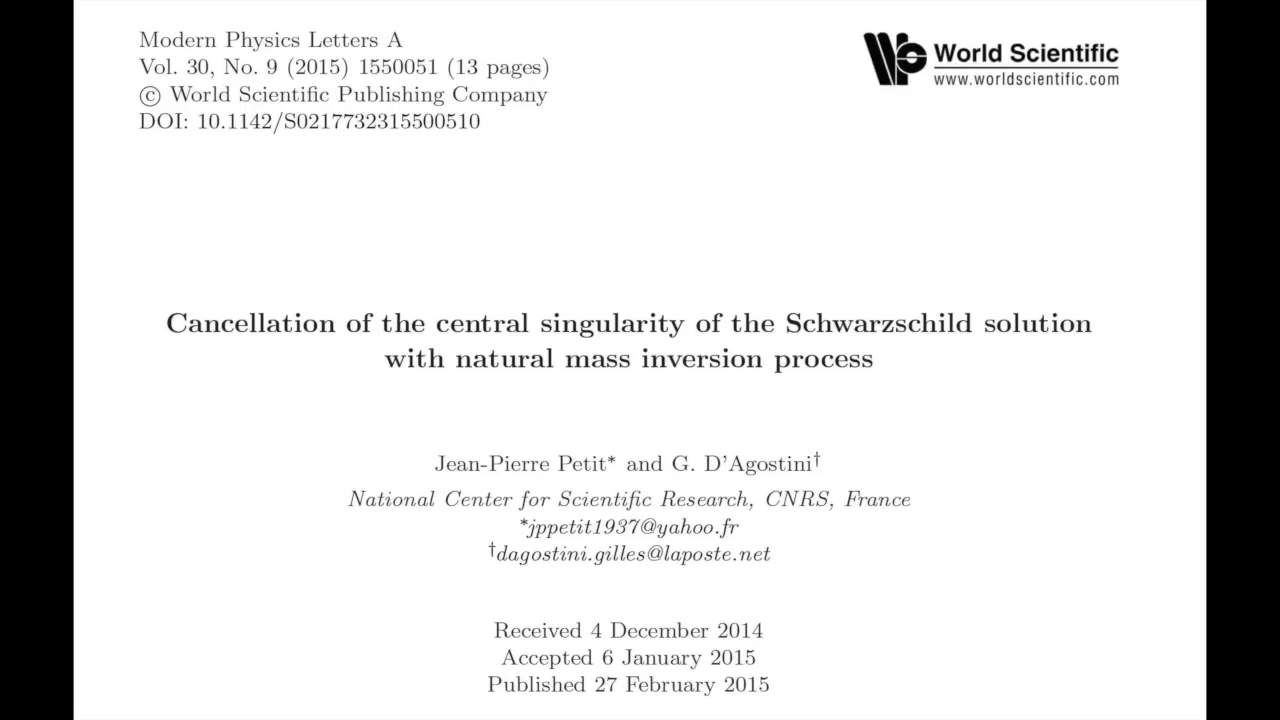 Modern Physics Letters A
Vol. 30, No. 9 (2015) 1550051 (13 pages)
© World Scientific Publishing Company
DOI: 10.1142/S0217732315500510
World Scientific
www.worldscientific.com
Cancellation of the central singularity of the Schwarzschild solution
with natural mass inversion process
Jean-Pierre Petit* and G. D'Agostini†
National Center for Scientific Research, CNRS, France
*jppetit1937@yahoo.fr
†dagostini.gilles@laposte.net
Received 4 December 2014
Accepted 6 January 2015
Published 27 February 2015